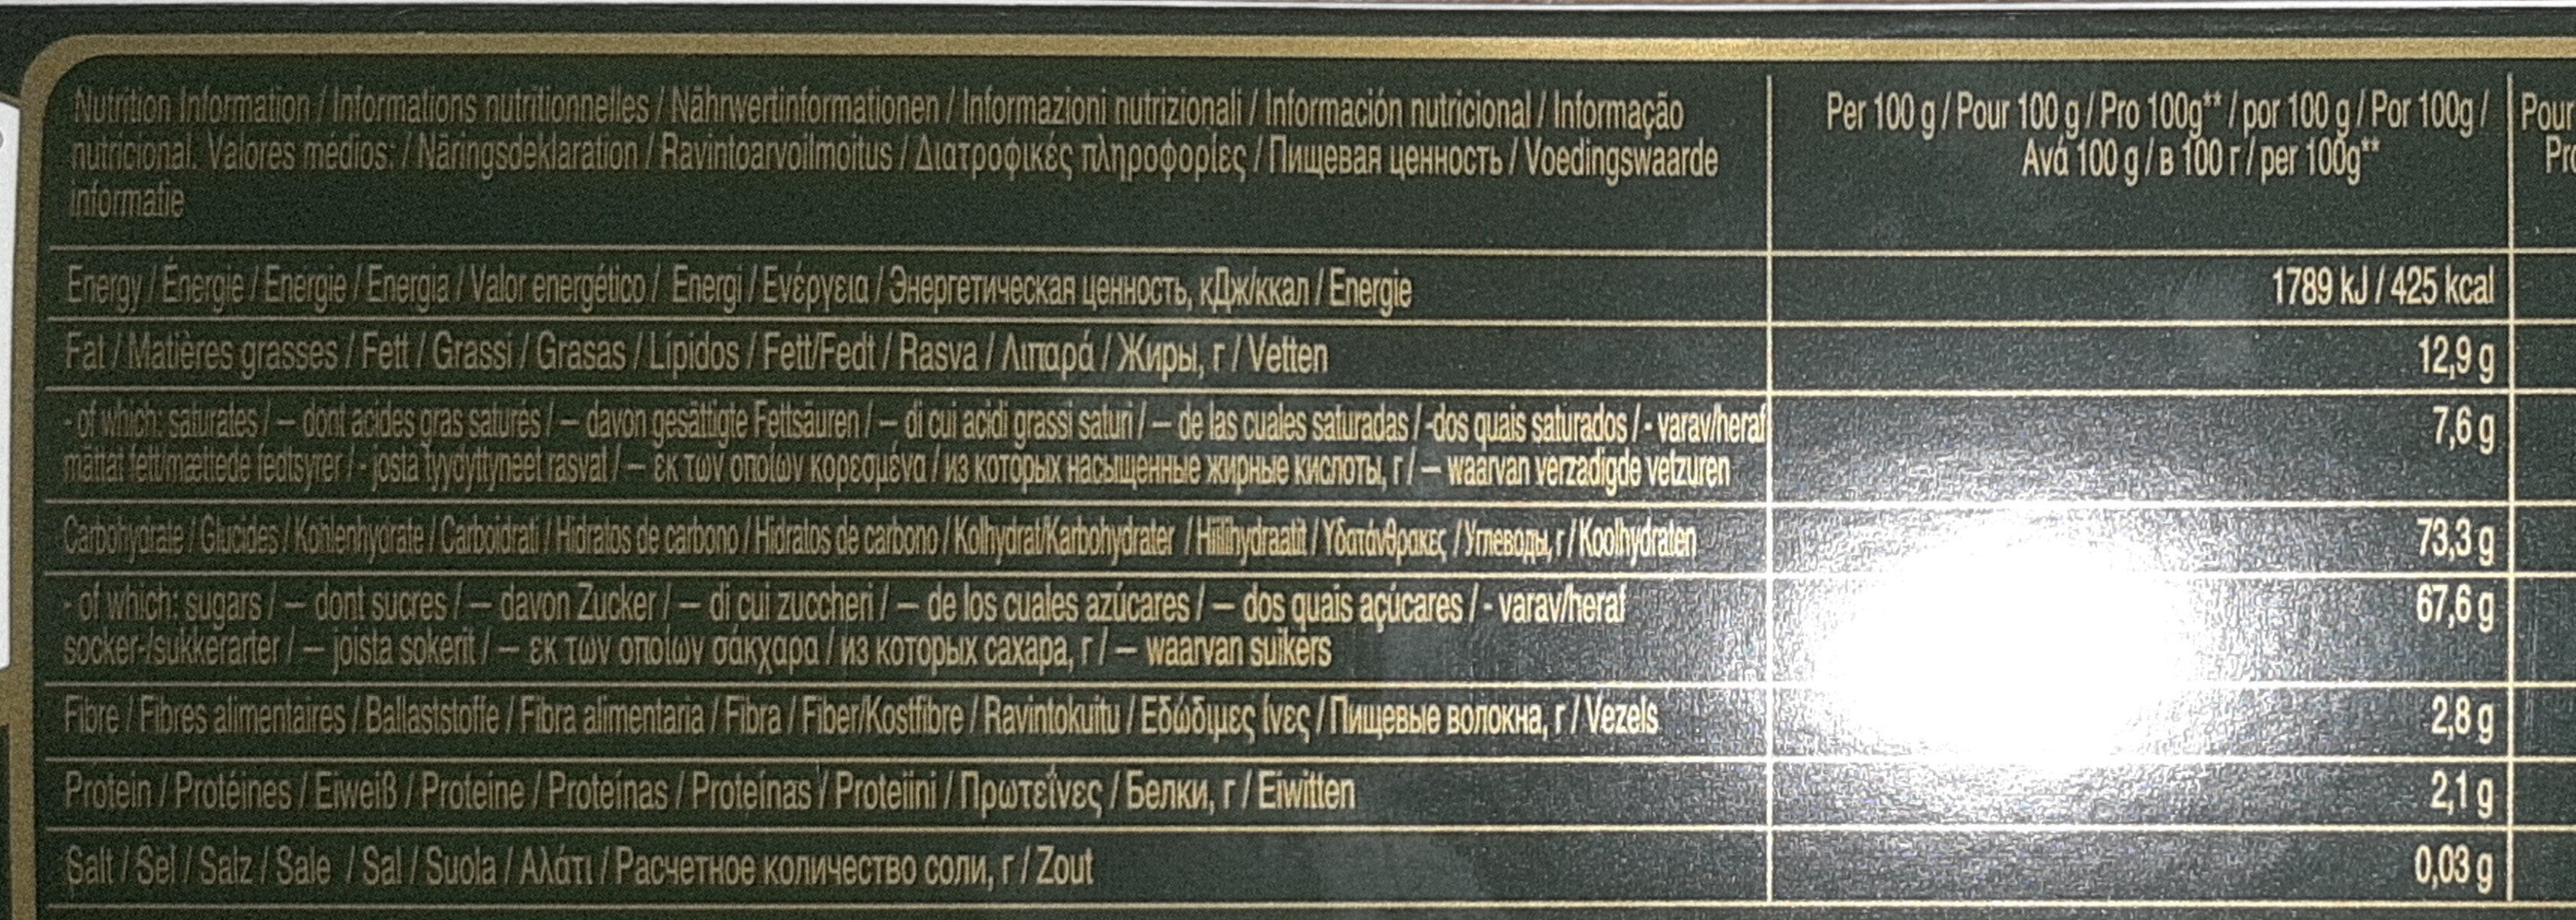 Nutrition Information / Informations nutritionnelles / Nährwertinformationen / Informazioni nutrizionali / Información nutricional / Informação
nutricional. Valores médios: / Näringsdeklaration / Ravintoarvoilmoitus / Διατροφικές πληροφορίες / Пищевая ценность / Voedingswaarde
informatie
Per 100 g / Pour 100 g / Pro 100g** / por 100 g / Por 100g /
Ανά 100 g / в 100 г / per 100g**
Pour
Energy / Énergie / Energie / Energia / Valor energético / Energi / Ενέργεια / Энергетическая ценность, кДж/ккал / Energie
1789 kJ / 425 kcal
Fat / Matières grasses / Fett / Grassi / Grasas / Lípidos / Fett/Fedt / Rasva / Λιπαρά / Жиры, г / Vetten
12,9 g
- of which: saturates / – dont acides gras saturés / – davon gesättigte Fettsäuren / – di cui acidi grassi saturi / – de las cuales saturadas / -dos quais saturados / - varav/heraf
mättat fett/mættede fedtsyrer / - josta tyydyttyneet rasvat / – εκ των οποίων κορεσμένα / из которых насыщенные жирные кислоты, г / – waarvan verzadigde vetzuren
7,6 g
Carbohydrate / Glucides / Kohlenhydrate / Carboidrati / Hidratos de carbono / Hidratos de carbono / Kolhydrat/Karbohydrater / Hiilihydraatit / Υδατάνθρακες / Углеводы, г / Koolhydraten
73,3 g
- of which: sugars / – dont sucres / – davon Zucker / – di cui zuccheri / – de los cuales azúcares / – dos quais açúcares / - varav/heraf
socker-/sukkerarter / – joista sokerit / – εκ των οποίων σάκχαρα / из которых сахара, г / – waarvan suikers
67,6 g
Fibre / Fibres alimentaires / Ballaststoffe / Fibra alimentaria / Fibra / Fiber/Kostfibre / Ravintokuitu / Εδώδιμες ίνες / Пищевые волокна, г / Vezels
2,8 g
Protein / Protéines / Eiweiß / Proteine / Proteínas / Proteínas / Proteiini / Πρωτεΐνες / Белки, г / Eiwitten
2,1 g
Salt / Sel / Salz / Sale / Sal / Suola / Αλάτι / Расчетное количество соли, г / Zout
0,03 g